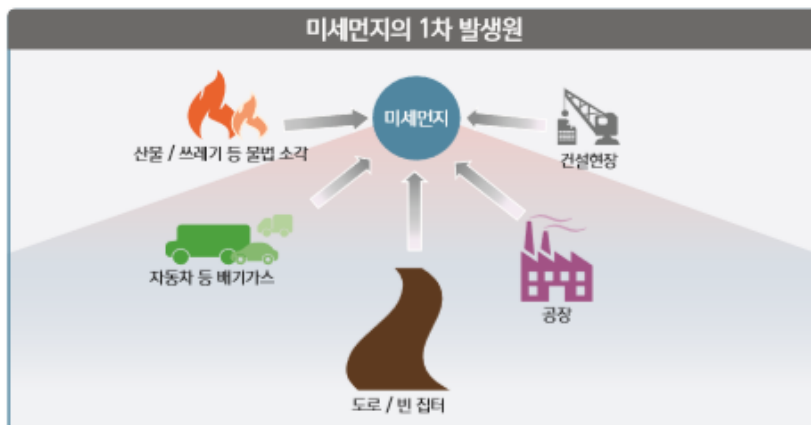 미세먼지의 1차 발생원
미세먼지
산물 / 쓰레기 등 불법 소각
건설현장
자동차 등 배기가스
공장
도로 / 빈 집터